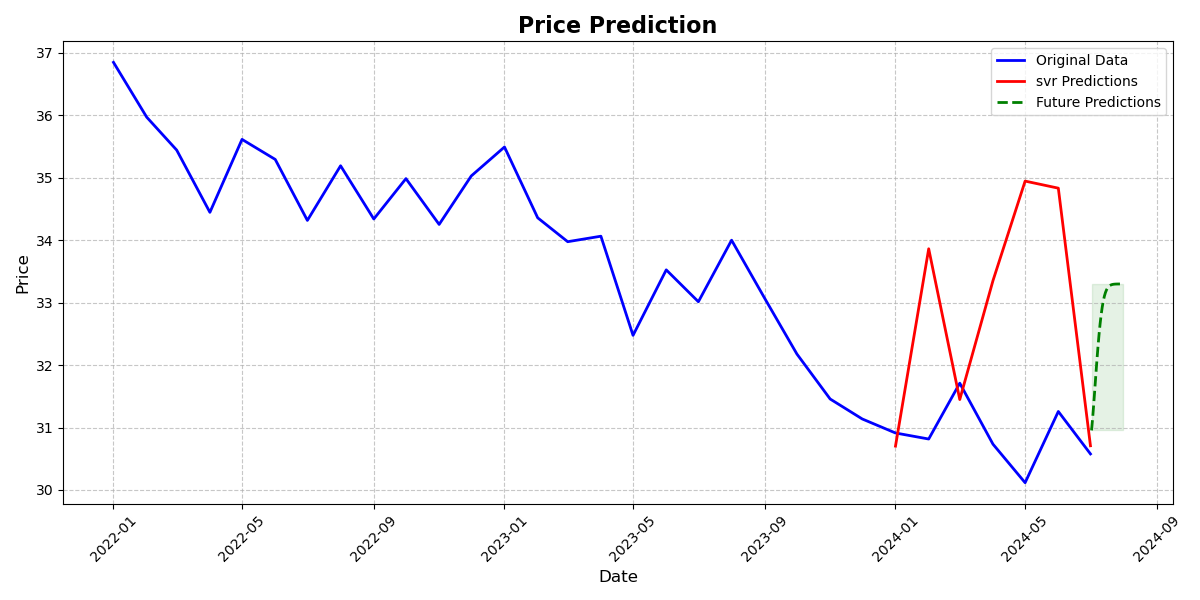 Price Prediction
Original Data
svr Predictions
Future Predictions
Price
37
36
35
34
33
32
31
30
2022-01
2022-05
2022-09
2023-01
2023-05
2023-09
2024-01
2024-05
2024-09
Date